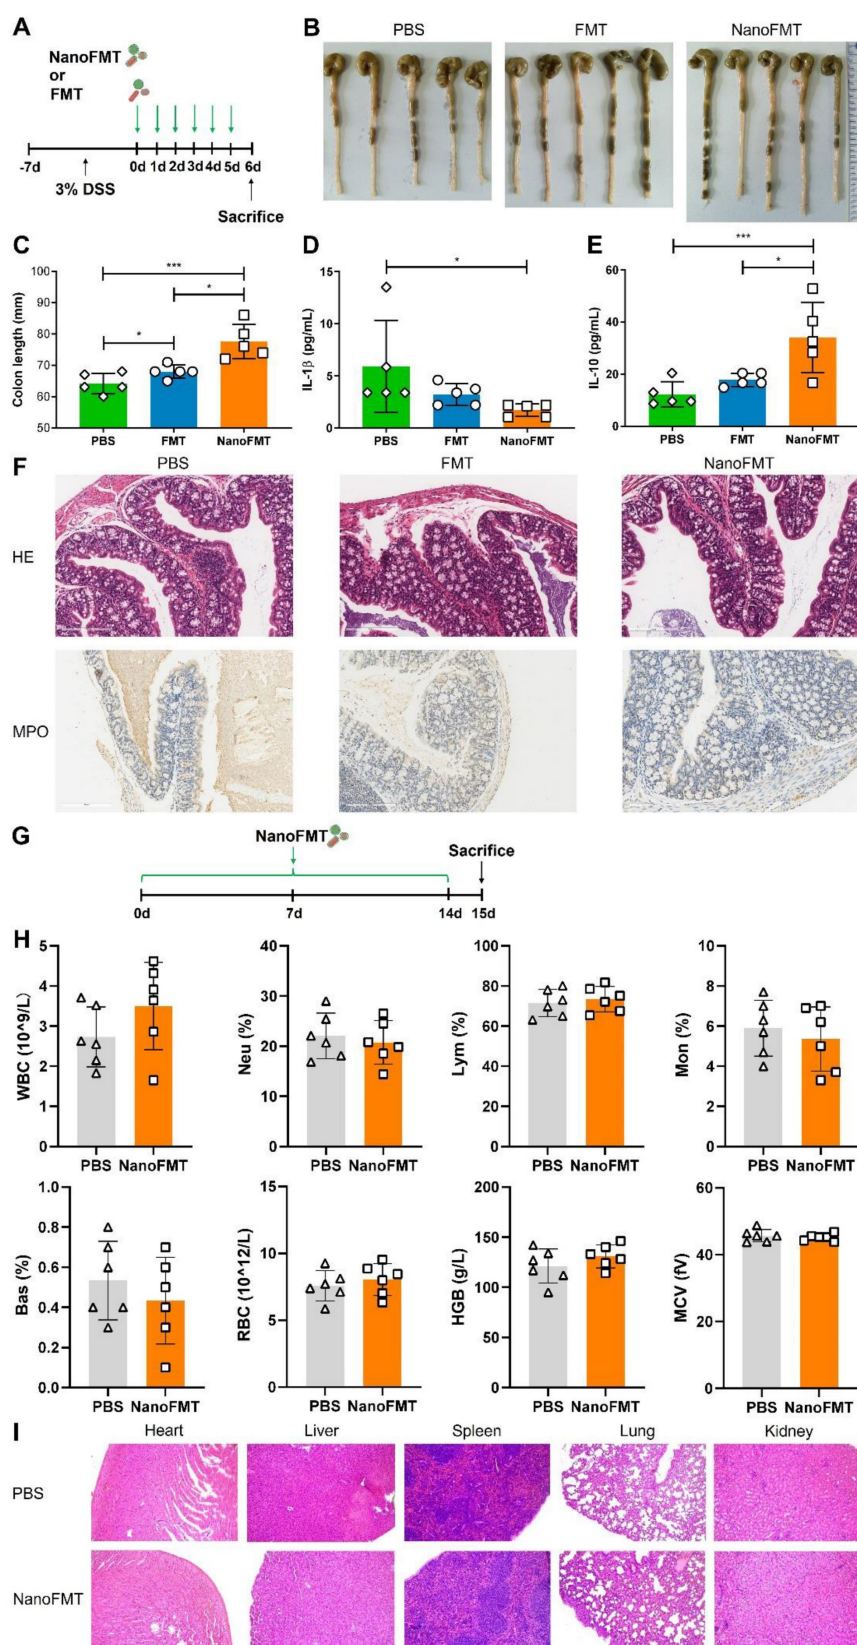 A
NanoFMT
or
FMT
-7d
0d 1d 2d 3d 4d 5d 6d
3% DSS
Sacrifice
B
PBS FMT NanoFMT
C
Colon length (mm)
100
90
80
70
60
50
***
*
*
PBS FMT NanoFMT
D
IL-1β (pg/mL)
15
10
5
0
*
PBS FMT NanoFMT
E
IL-10 (pg/mL)
60
40
20
0
***
*
PBS FMT NanoFMT
F
PBS FMT NanoFMT
HE
MPO
G
NanoFMT
Sacrifice
0d 7d 14d 15d
H
WBC (10^9/L)
5
4
3
2
1
0
PBS NanoFMT
Neu (%)
40
30
20
10
0
PBS NanoFMT
Lym (%)
100
80
60
40
20
0
PBS NanoFMT
Mon (%)
10
8
6
4
2
0
PBS NanoFMT
Bas (%)
1.0
0.8
0.6
0.4
0.2
0.0
PBS NanoFMT
RBC (10^12/L)
15
10
5
0
PBS NanoFMT
HGB (g/L)
200
150
100
50
0
PBS NanoFMT
MCV (fV)
60
40
20
0
PBS NanoFMT
I
Heart Liver Spleen Lung Kidney
PBS
NanoFMT